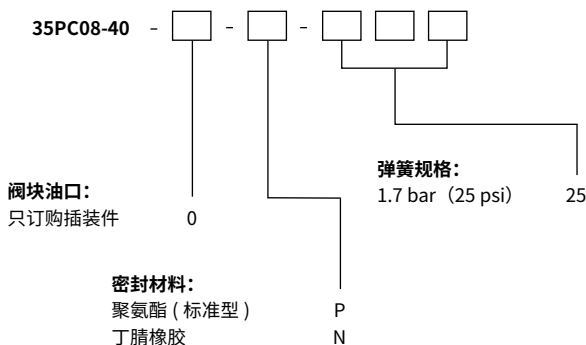 35PC08-40 - - -
弹簧规格：
1.7 bar（25 psi） 25
阀块油口：
只订购插装件 0
密封材料：
聚氨酯 ( 标准型 ) P
丁腈橡胶 N